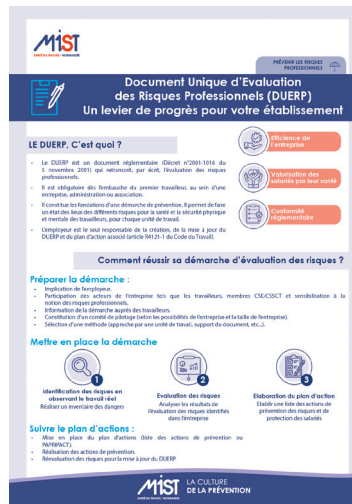 MIST
SANTÉ AU TRAVAIL - NORMANDIE
PRÉVENIR LES RISQUES
PROFESSIONNELS
Document Unique d'Evaluation
des Risques Professionnels (DUERP)
Un levier de progrès pour votre établissement
LE DUERP, C'est quoi ?
- Le DUERP est un document réglementaire (Décret n°2001-1016 du
5 novembre 2001) qui retranscrit, par écrit, l'évaluation des risques
professionnels.
- Il est obligatoire dès l'embauche du premier travailleur, au sein d'une
entreprise, administration ou association.
- Il constitue les fondations d'une démarche de prévention. Il permet de faire
un état des lieux des différents risques pour la santé et la sécurité physique
et mentale des travailleurs, pour chaque unité de travail.
- L'employeur est le seul responsable de la création, de la mise à jour du
DUERP et du plan d'action associé (article R4121-1 du Code du Travail).
Efficience de
l'entreprise
Valorisation des
salariés par leur santé
Conformité
réglementaire
Comment réussir sa démarche d'évaluation des risques ?
Préparer la démarche :
- Implication de l'employeur.
- Participation des acteurs de l'entreprise tels que les travailleurs, membres CSE/CSSCT et sensibilisation à la
notion des risques professionnels.
- Information de la démarche auprès des travailleurs.
- Constitution d'un comité de pilotage (selon les possibilités de l'entreprise et la taille de l'entreprise).
- Sélection d'une méthode (approche par une unité de travail, support du document, etc...).
Mettre en place la démarche
1
Identification des risques en
observant le travail réel
Réaliser un inventaire des dangers
2
Evaluation des risques
Analyser les résultats de
l'évaluation des risques identifiés
dans l'entreprise
3
Elaboration du plan d'action
Etablir une liste des actions de
prévention des risques et de
protection des salariés
Suivre le plan d'actions :
- Mise en place du plan d'actions (liste des actions de prévention ou
PAPRIPACT).
- Réalisation des actions de prévention.
- Réévaluation des risques pour la mise à jour du DUERP
MIST
SANTÉ AU TRAVAIL - NORMANDIE
LA CULTURE
DE LA PRÉVENTION